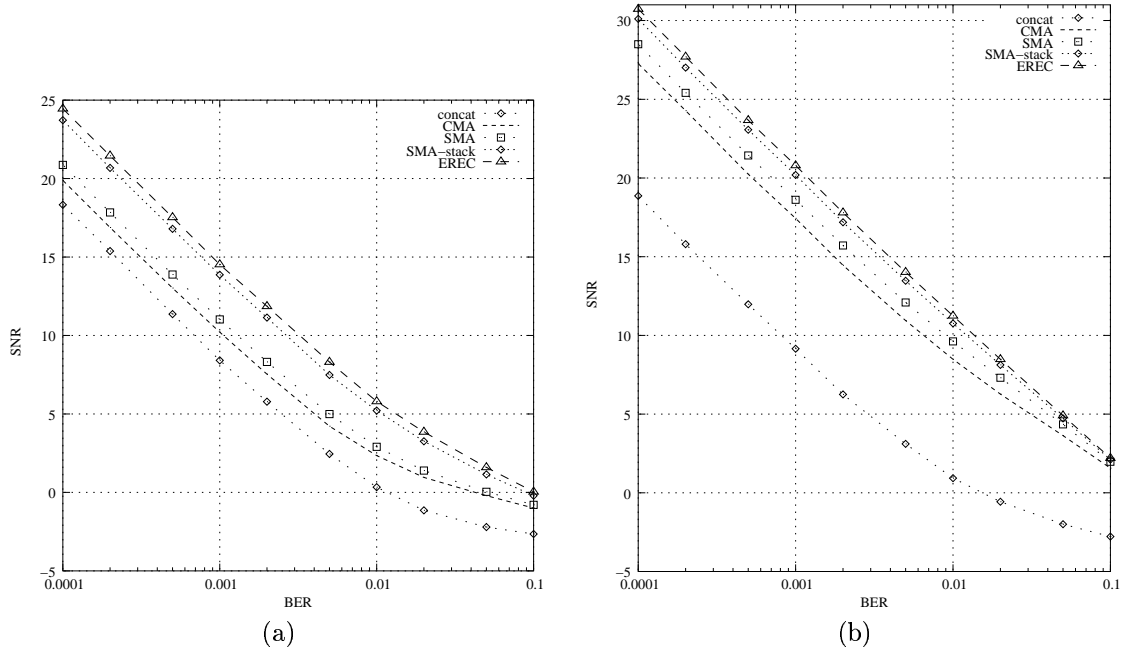 25
20
15
10
5
0
−5
0.0001
0.001
0.01
0.1
SNR
BER
concat
CMA
SMA
SMA−stack
EREC
(a)
30
25
20
15
10
5
0
−5
0.0001
0.001
0.01
0.1
SNR
BER
concat
CMA
SMA
SMA−stack
EREC
(b)